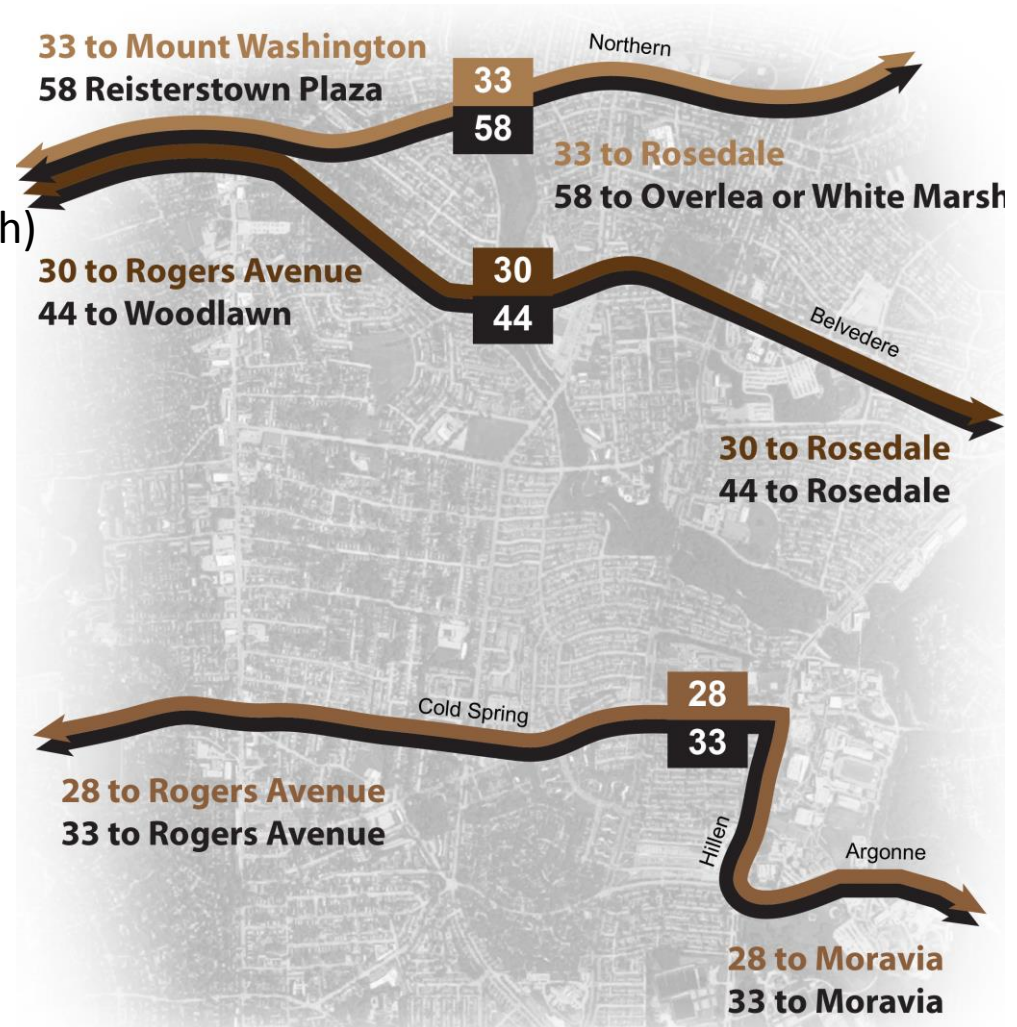 33 to Mount Washington
58 Reisterstown Plaza
Northern
33
58
33 to Rosedale
58 to Overlea or White Marsh
h)
30 to Rogers Avenue
44 to Woodlawn
30
44
Belvedere
30 to Rosedale
44 to Rosedale
Cold Spring
28
33
28 to Rogers Avenue
33 to Rogers Avenue
Hillen
Argonne
28 to Moravia
33 to Moravia